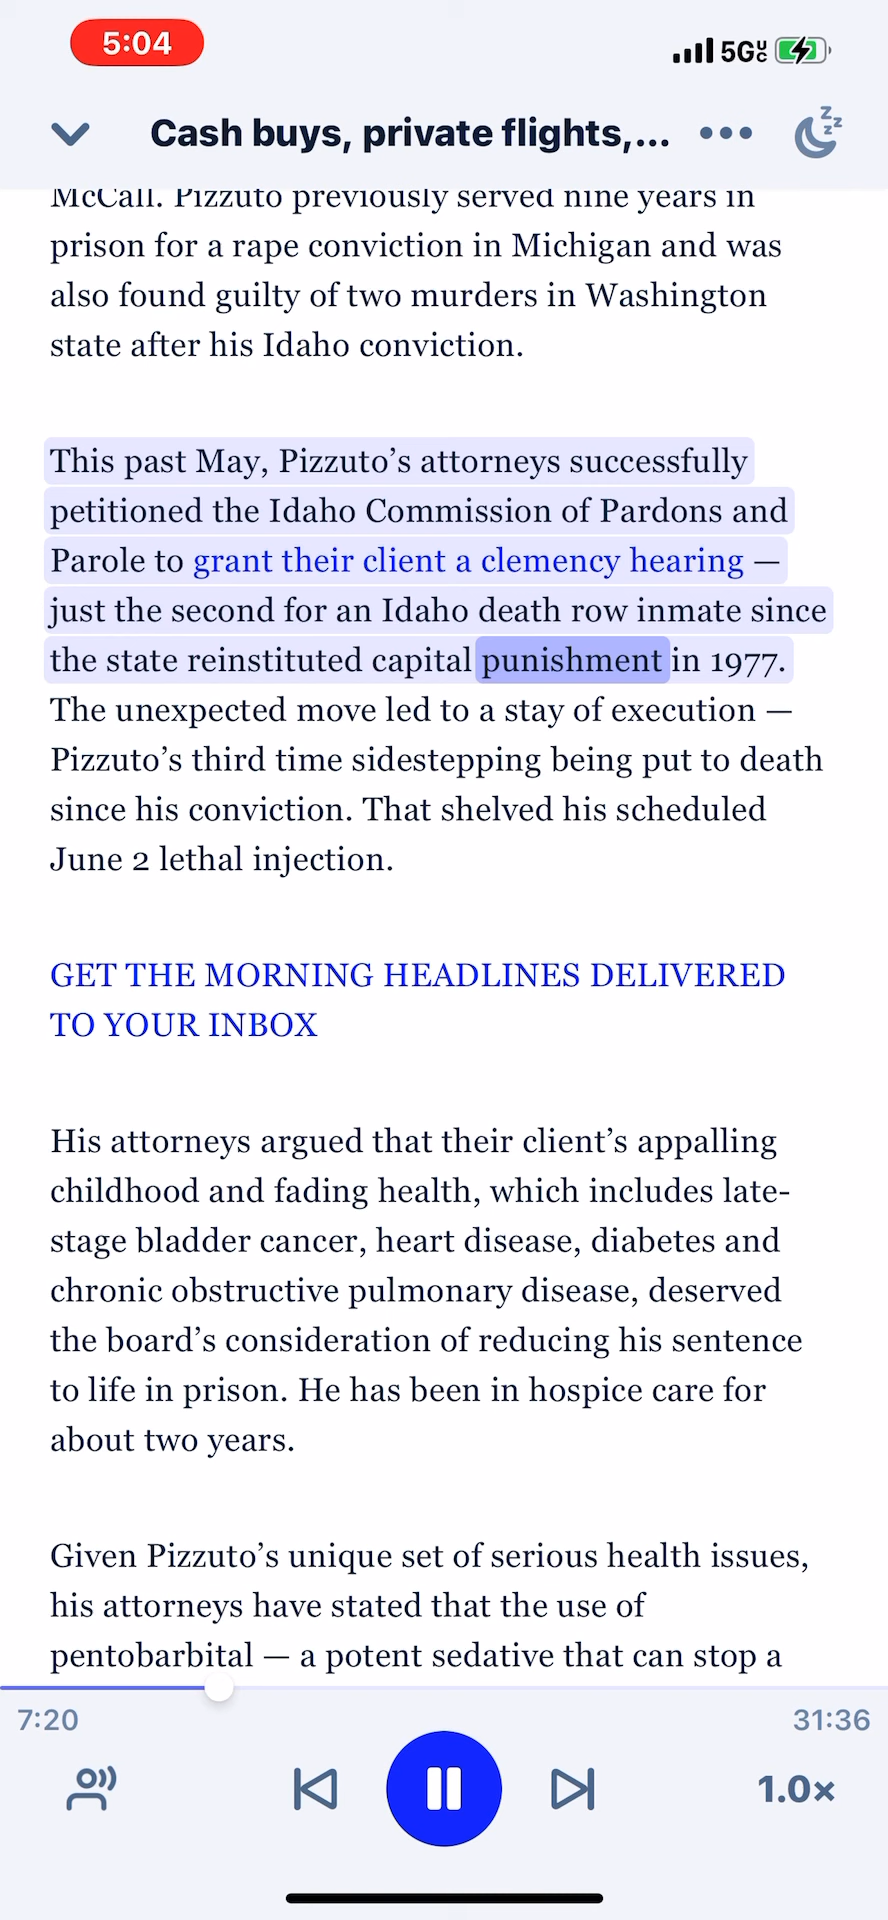 5:04
5G UC
Cash buys, private flights,...
McCall. Pizzuto previously served nine years in
prison for a rape conviction in Michigan and was
also found guilty of two murders in Washington
state after his Idaho conviction.
This past May, Pizzuto’s attorneys successfully
petitioned the Idaho Commission of Pardons and
Parole to grant their client a clemency hearing —
just the second for an Idaho death row inmate since
the state reinstituted capital punishment in 1977.
The unexpected move led to a stay of execution —
Pizzuto’s third time sidestepping being put to death
since his conviction. That shelved his scheduled
June 2 lethal injection.
GET THE MORNING HEADLINES DELIVERED
TO YOUR INBOX
His attorneys argued that their client’s appalling
childhood and fading health, which includes late-
stage bladder cancer, heart disease, diabetes and
chronic obstructive pulmonary disease, deserved
the board’s consideration of reducing his sentence
to life in prison. He has been in hospice care for
about two years.
Given Pizzuto’s unique set of serious health issues,
his attorneys have stated that the use of
pentobarbital — a potent sedative that can stop a
7:20
31:36
1.0×